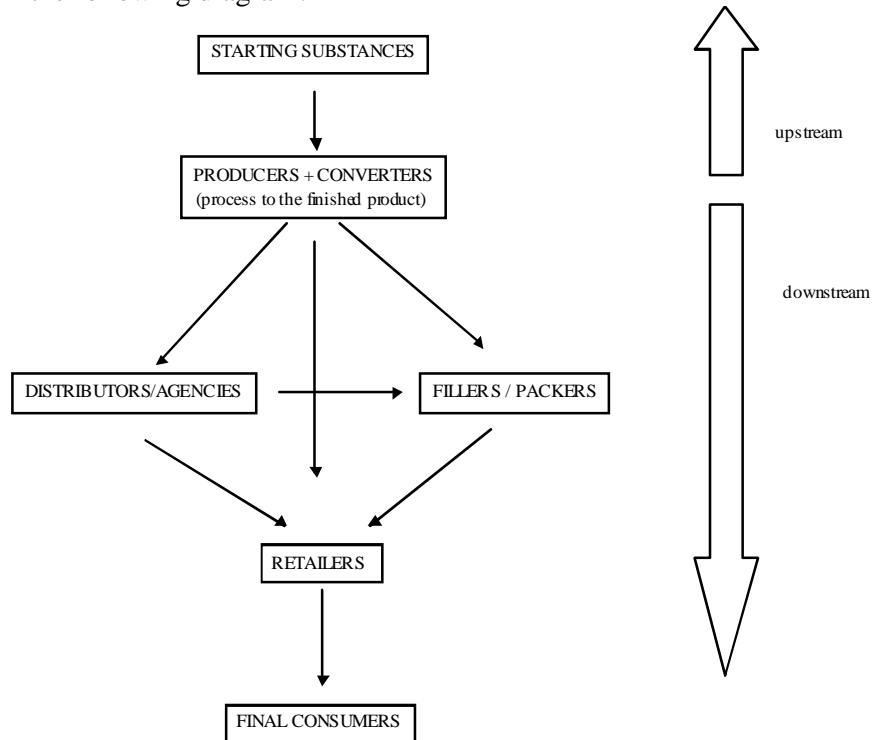 STARTING SUBSTANCES
upstream
PRODUCERS + CONVERTERS
(process to the finished product)
downstream
DISTRIBUTORS/AGENCIES
FILLERS / PACKERS
RETAILERS
FINAL CONSUMERS